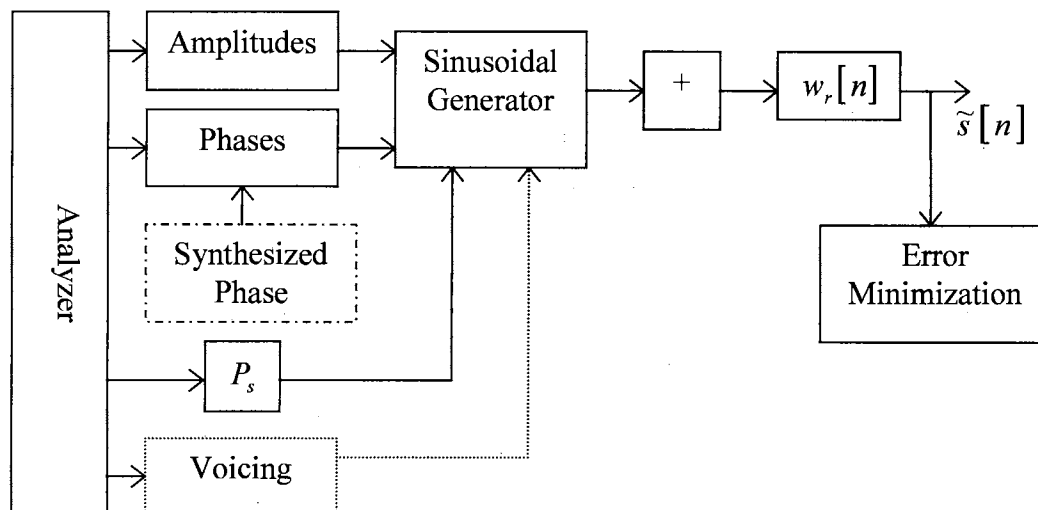 Analyzer
Amplitudes
Phases
Synthesized
Phase
P_s
Voicing
Sinusoidal
Generator
+
w_r[n]
s̃[n]
Error
Minimization